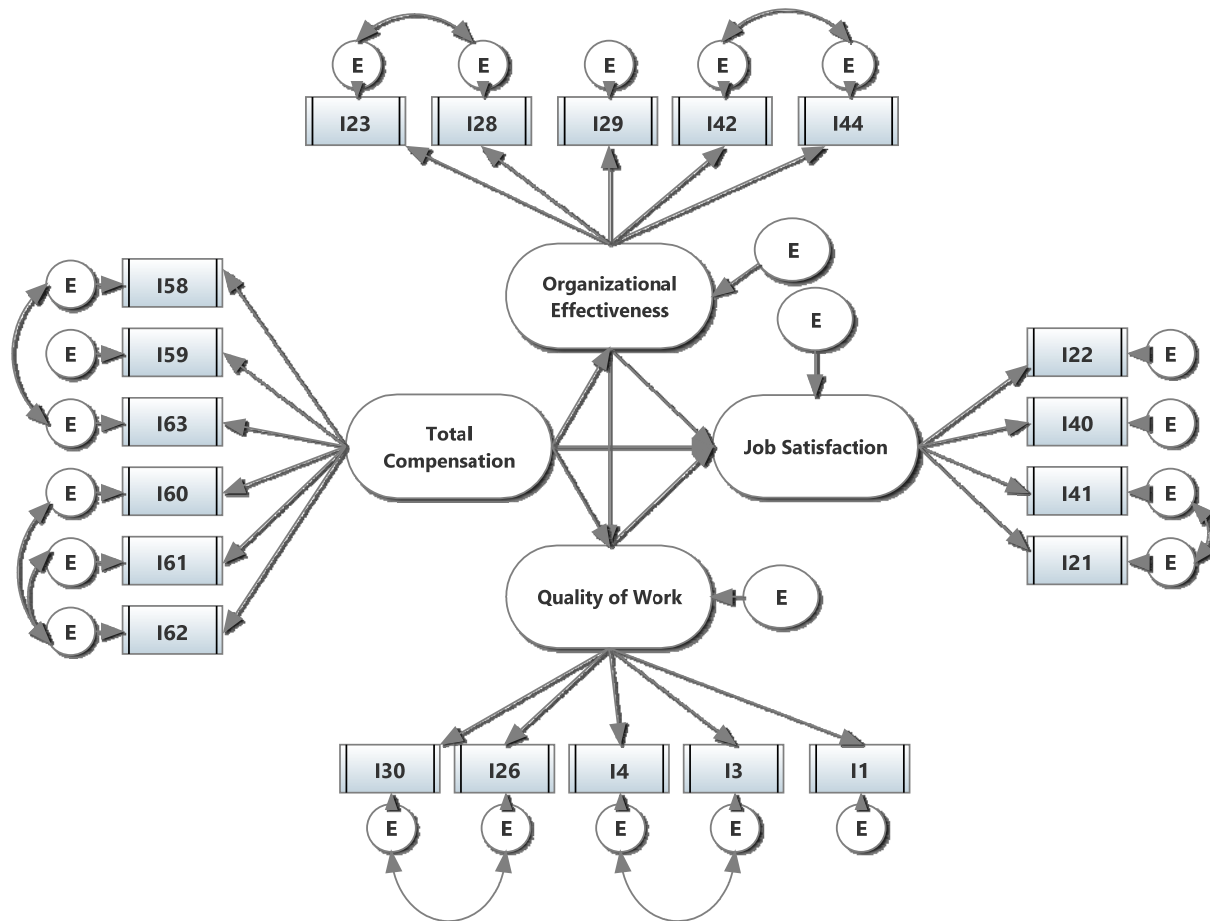 E E E E E
I23 I28 I29 I42 I44
E
Organizational
Effectiveness
E
E I58
E I59
E I63
E I60
E I61
E I62
Total
Compensation
Job Satisfaction
I22 E
I40 E
I41 E
I21 E
Quality of Work
E
I30 I26 I4 I3 I1
E E E E E